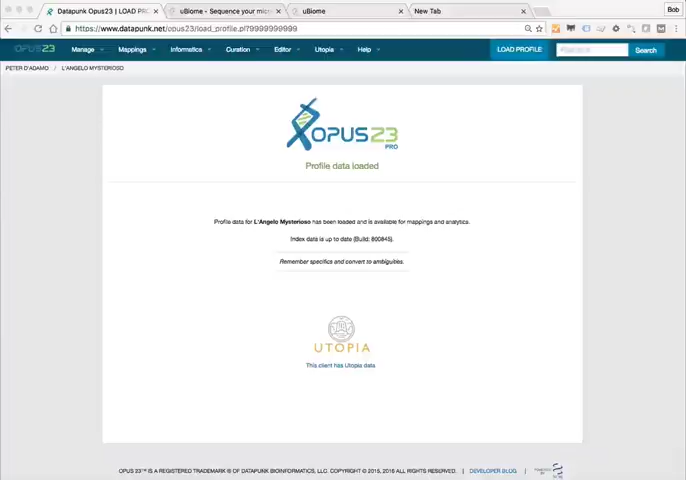 Datapunk Opus23 | LOAD PRO
uBiome - Sequence your mic
uBiome
New Tab
Bob
https://www.datapunk.net/opus23/load_profile.pl?99999999999
OPUS23
Manage
Mappings
Informatics
Curation
Editor
Utopia
Help
LOAD PROFILE
Search
PETER D'ADAMO / L'ANGELO MYSTERIOSO
OPUS23
PRO
Profile data loaded
Profile data for L'Angelo Mysterioso has been loaded and is available for mappings and analytics.
Index data is up to date (Build: 800845).
Remember specifics and convert to ambiguities.
UTOPIA
This client has Utopia data
OPUS 23™ IS A REGISTERED TRADEMARK ® OF DATAPUNK BIOINFORMATICS, LLC. COPYRIGHT © 2015, 2016 ALL RIGHTS RESERVED. | DEVELOPER BLOG |